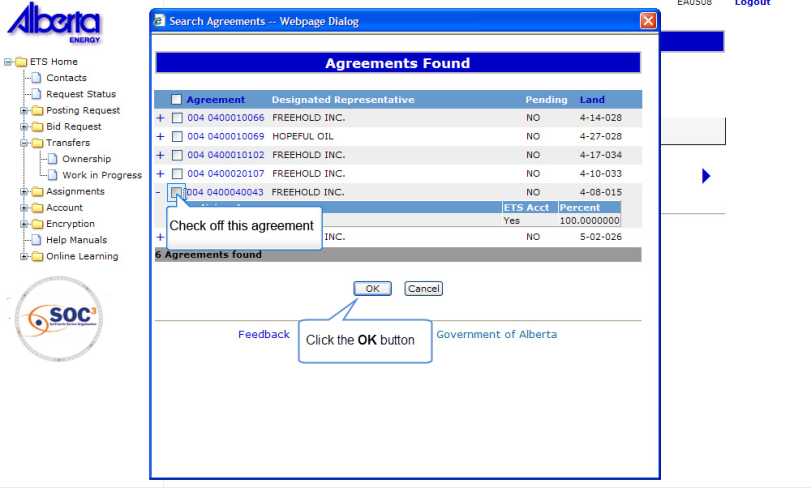 EA0508 Logout
Alberta
ENERGY
ETS Home
Contacts
Request Status
Posting Request
Bid Request
Transfers
Ownership
Work in Progress
Assignments
Account
Encryption
Help Manuals
Online Learning
SOC3
Search Agreements -- Webpage Dialog
Agreements Found
Agreement Designated Representative Pending Land
+ 004 0400010066 FREEHOLD INC. NO 4-14-028
+ 004 0400010069 HOPEFUL OIL NO 4-27-028
+ 004 0400010102 FREEHOLD INC. NO 4-17-034
+ 004 0400020107 FREEHOLD INC. NO 4-10-033
- 004 0400040043 FREEHOLD INC. NO 4-08-015
ETS Acct Percent
Yes 100.0000000
Check off this agreement
+ INC. NO 5-02-026
6 Agreements found
OK Cancel
Click the OK button
Feedback Government of Alberta